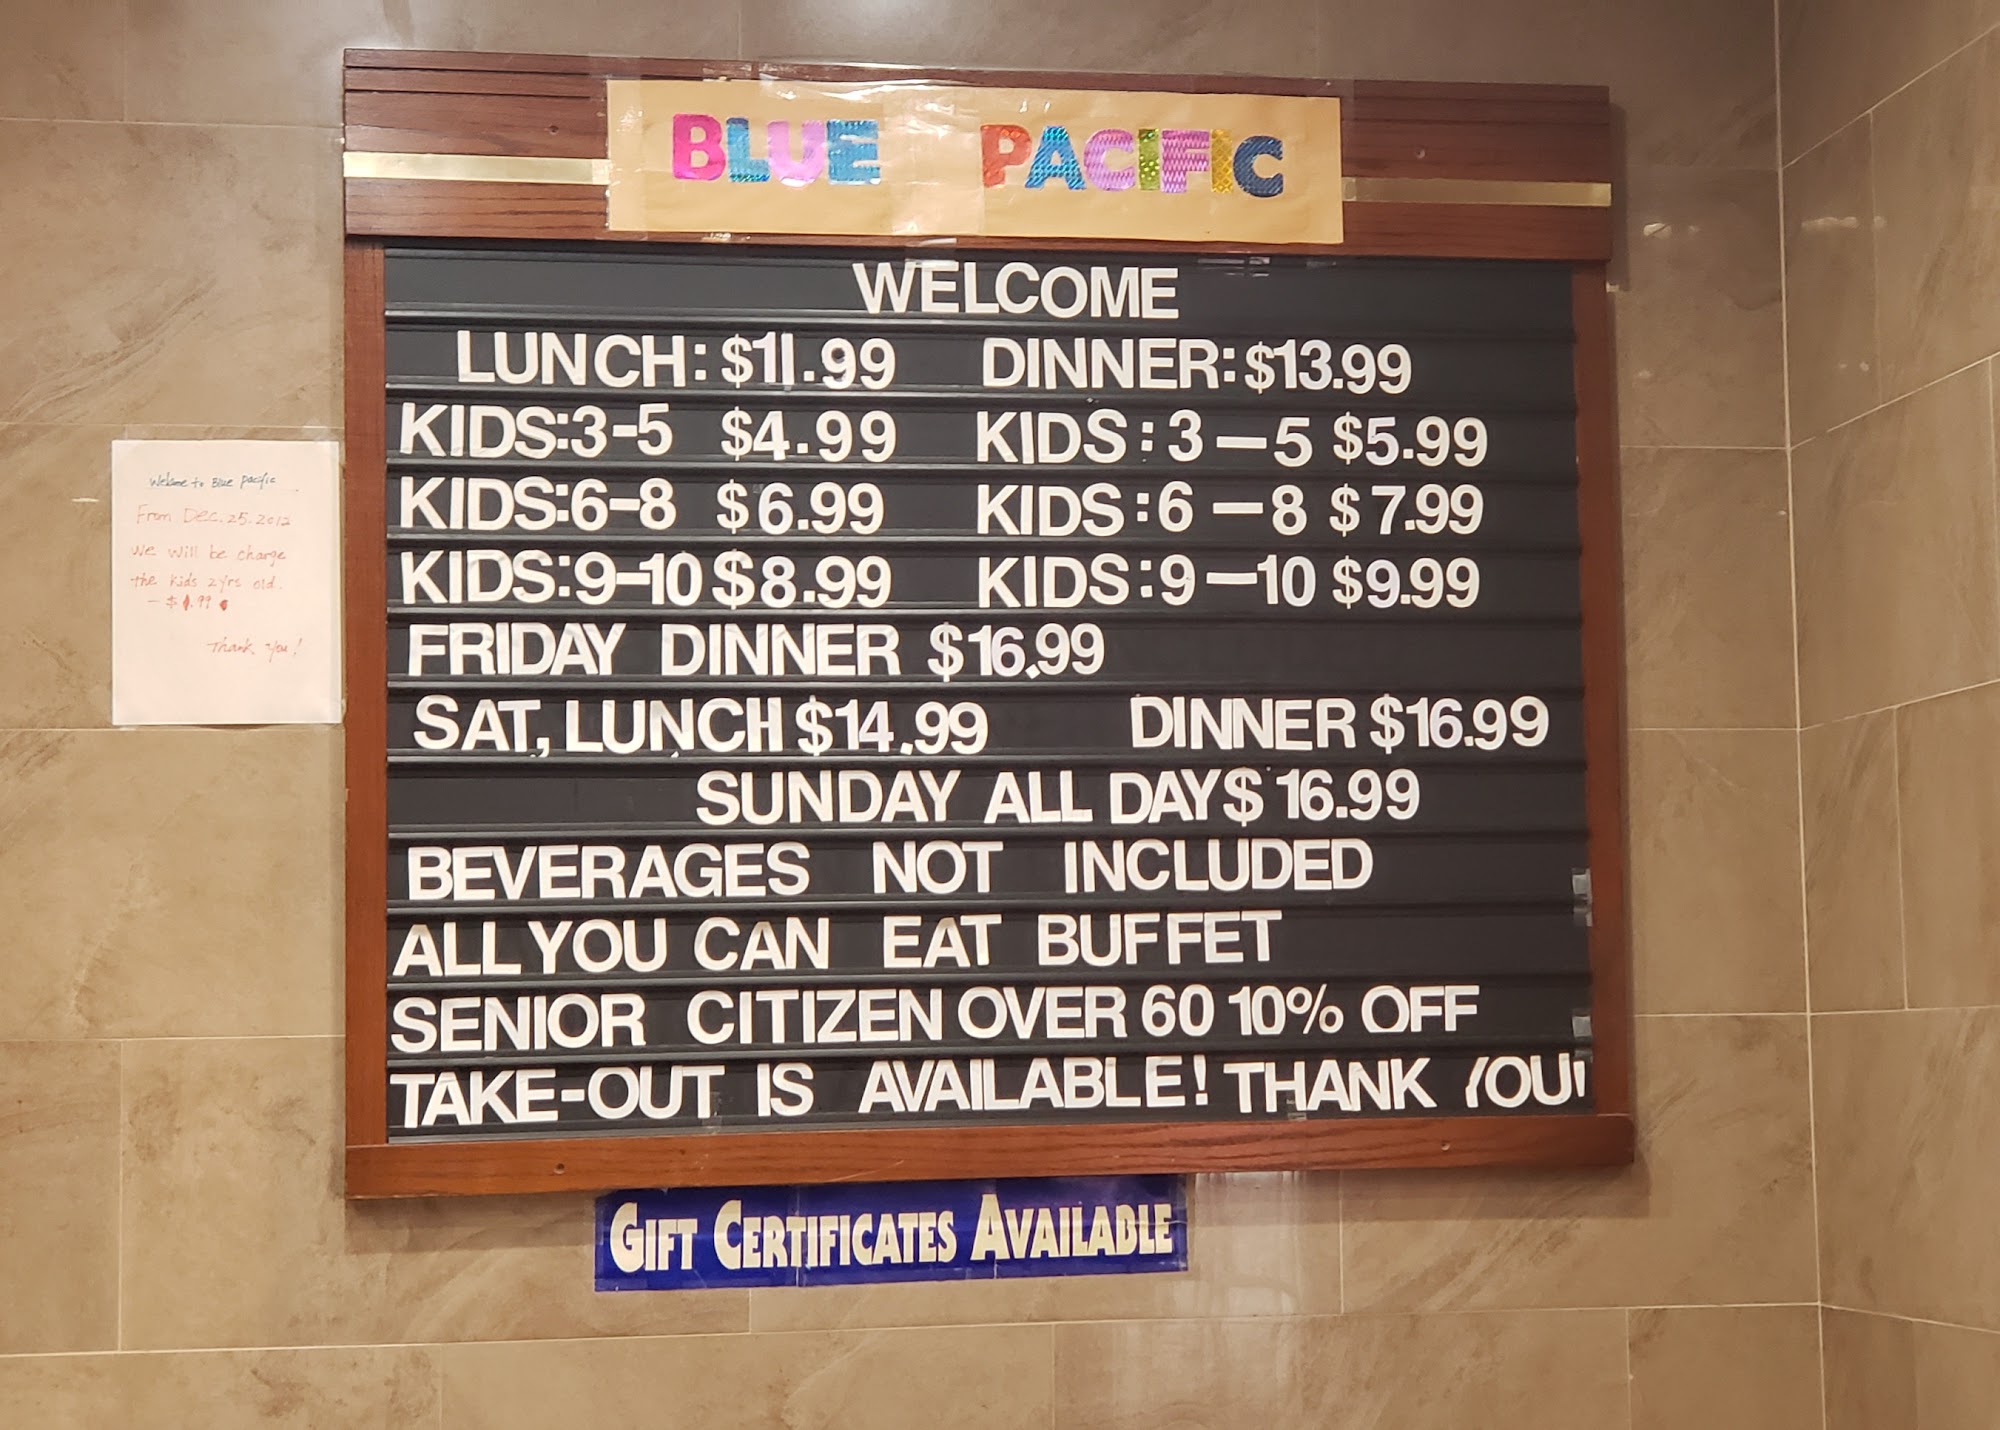 BLUE PACIFIC
WELCOME
LUNCH: $11.99 DINNER: $13.99
KIDS:3-5 $4.99 KIDS:3-5 $5.99
KIDS:6-8 $6.99 KIDS:6-8 $7.99
KIDS:9-10 $8.99 KIDS:9-10 $9.99
FRIDAY DINNER $16.99
SAT, LUNCH $14.99 DINNER $16.99
SUNDAY ALL DAY $16.99
BEVERAGES NOT INCLUDED
ALL YOU CAN EAT BUFFET
SENIOR CITIZEN OVER 60 10% OFF
TAKE-OUT IS AVAILABLE! THANK YOU!
GIFT CERTIFICATES AVAILABLE
Welcome to Blue Pacific
From Dec. 25. 2012
We will be charge
the kids 2yrs old.
- $1.99
Thank you!